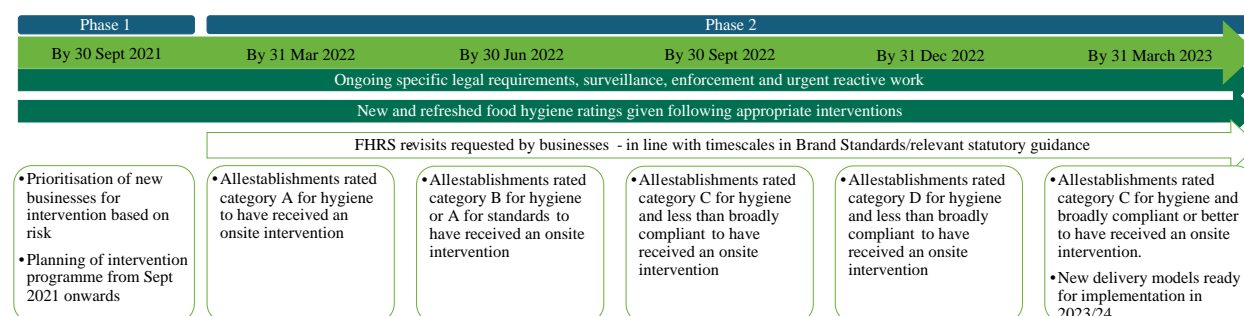 Phase 1
Phase 2
By 30 Sept 2021
By 31 Mar 2022
By 30 Jun 2022
By 30 Sept 2022
By 31 Dec 2022
By 31 March 2023
Ongoing specific legal requirements, surveillance, enforcement and urgent reactive work
New and refreshed food hygiene ratings given following appropriate interventions
FHRS revisits requested by businesses - in line with timescales in Brand Standards/relevant statutory guidance
•Prioritisation of new
businesses for
intervention based on
risk
•Planning of intervention
programme from Sept
2021 onwards
•Allestablishments rated
category A for hygiene
to have received an
onsite intervention
•Allestablishments rated
category B for hygiene
or A for standards to
have received an onsite
intervention
•Allestablishments rated
category C for hygiene
and less than broadly
compliant to have
received an onsite
intervention
•Allestablishments rated
category D for hygiene
and less than broadly
compliant to have
received an onsite
intervention
•Allestablishments rated
category C for hygiene and
broadly compliant or better
to have received an onsite
intervention.
•New delivery models ready
for implementation in
2023/24